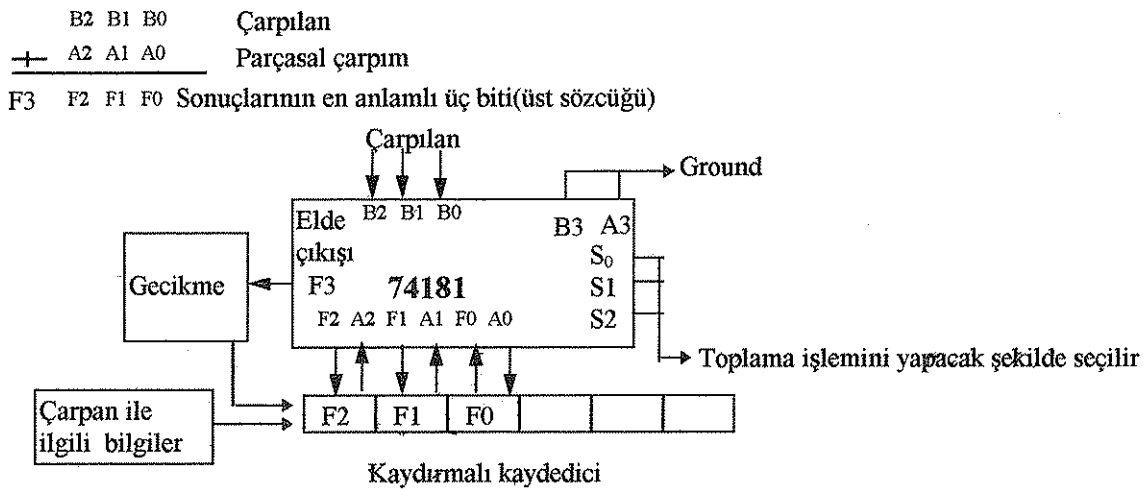 B2 B1 B0 Çarpılan
+ A2 A1 A0 Parçasal çarpım
F3 F2 F1 F0 Sonuçlarının en anlamlı üç biti(üst sözcüğü)
Çarpılan
Ground
B2 B1 B0
B3 A3
Elde
çıkışı
S0
Gecikme
F3 74181
S1
F2 A2 F1 A1 F0 A0
S2
Toplama işlemini yapacak şekilde seçilir
Çarpan ile
ilgili bilgiler
F2 F1 F0
Kaydırmalı kaydedici